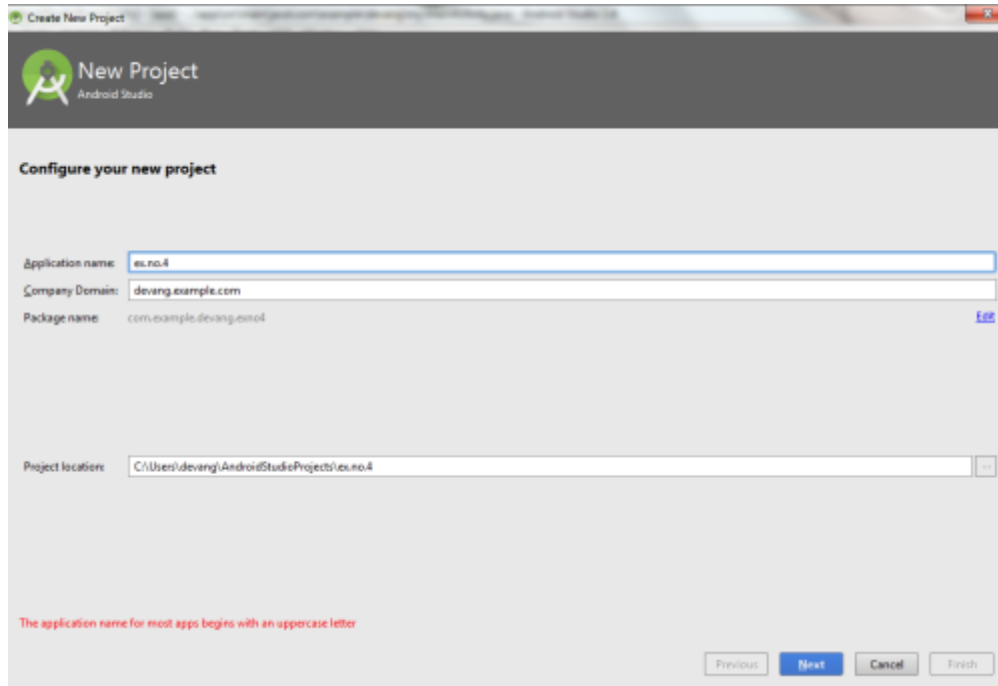 Create New Project
New Project
Android Studio
Configure your new project
Application name: ex.no.4
Company Domain: devang.example.com
Package name: com.example.devang.exno4 Edit
Project location: C:\Users\devang\AndroidStudioProjects\ex.no.4
The application name for most apps begins with an uppercase letter
Previous Next Cancel Finish